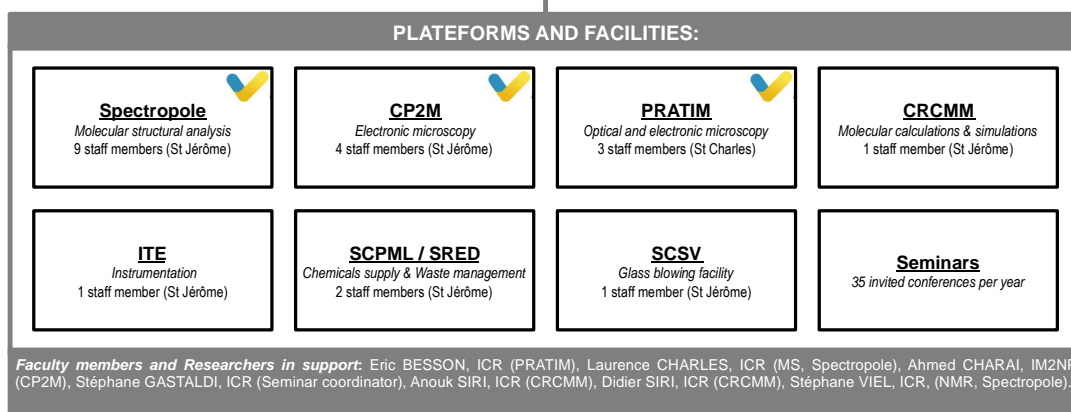 PLATEFORMS AND FACILITIES:
Spectropole
Molecular structural analysis
9 staff members (St Jérôme)
CP2M
Electronic microscopy
4 staff members (St Jérôme)
PRATIM
Optical and electronic microscopy
3 staff members (St Charles)
CRCMM
Molecular calculations & simulations
1 staff member (St Jérôme)
ITE
Instrumentation
1 staff member (St Jérôme)
SCPML / SRED
Chemicals supply & Waste management
2 staff members (St Jérôme)
SCSV
Glass blowing facility
1 staff member (St Jérôme)
Seminars
35 invited conferences per year
Faculty members and Researchers in support: Eric BESSON, ICR (PRATIM), Laurence CHARLES, ICR (MS, Spectropole), Ahmed CHARAI, IM2NP
(CP2M), Stéphane GASTALDI, ICR (Seminar coordinator), Anouk SIRI, ICR (CRCMM), Didier SIRI, ICR (CRCMM), Stéphane VIEL, ICR, (NMR, Spectropole).